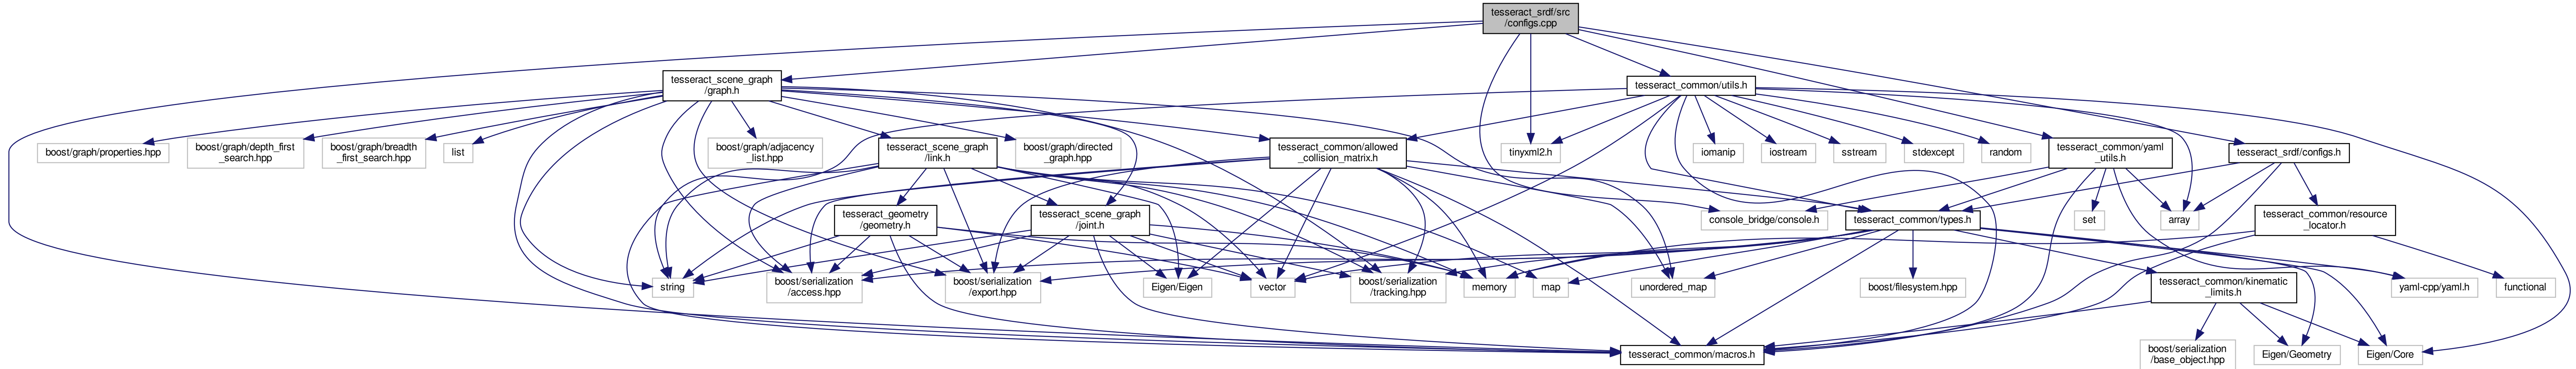 tesseract_srdf/src
/configs.cpp
tesseract_scene_graph
/graph.h
tesseract_common/utils.h
boost/graph/properties.hpp
boost/graph/depth_first
_search.hpp
boost/graph/breadth
_first_search.hpp
list
boost/graph/adjacency
_list.hpp
tesseract_scene_graph
/link.h
boost/graph/directed
_graph.hpp
tesseract_common/allowed
_collision_matrix.h
tinyxml2.h
iomanip
iostream
sstream
stdexcept
random
tesseract_common/yaml
_utils.h
tesseract_srdf/configs.h
tesseract_geometry
/geometry.h
tesseract_scene_graph
/joint.h
console_bridge/console.h
tesseract_common/types.h
set
array
tesseract_common/resource
_locator.h
string
boost/serialization
/access.hpp
boost/serialization
/export.hpp
Eigen/Eigen
vector
boost/serialization
/tracking.hpp
memory
map
unordered_map
boost/filesystem.hpp
tesseract_common/kinematic
_limits.h
yaml-cpp/yaml.h
functional
tesseract_common/macros.h
boost/serialization
/base_object.hpp
Eigen/Geometry
Eigen/Core